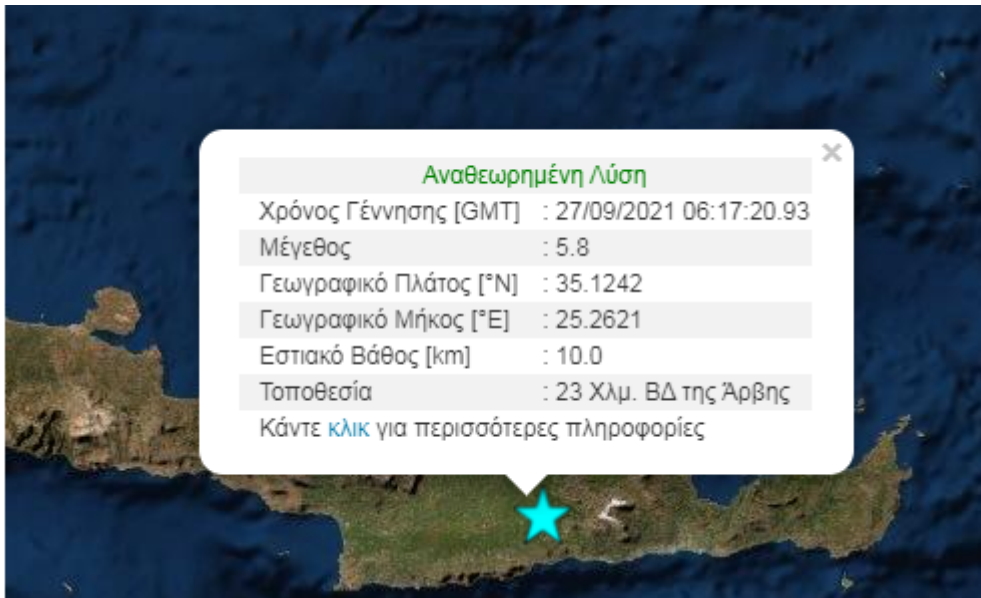 Αναθεωρημένη Λύση
Χρόνος Γέννησης [GMT] : 27/09/2021 06:17:20.93
Μέγεθος : 5.8
Γεωγραφικό Πλάτος [°N] : 35.1242
Γεωγραφικό Μήκος [°E] : 25.2621
Εστιακό Βάθος [km] : 10.0
Τοποθεσία : 23 Χλμ. ΒΔ της Άρβης
Κάντε κλικ για περισσότερες πληροφορίες